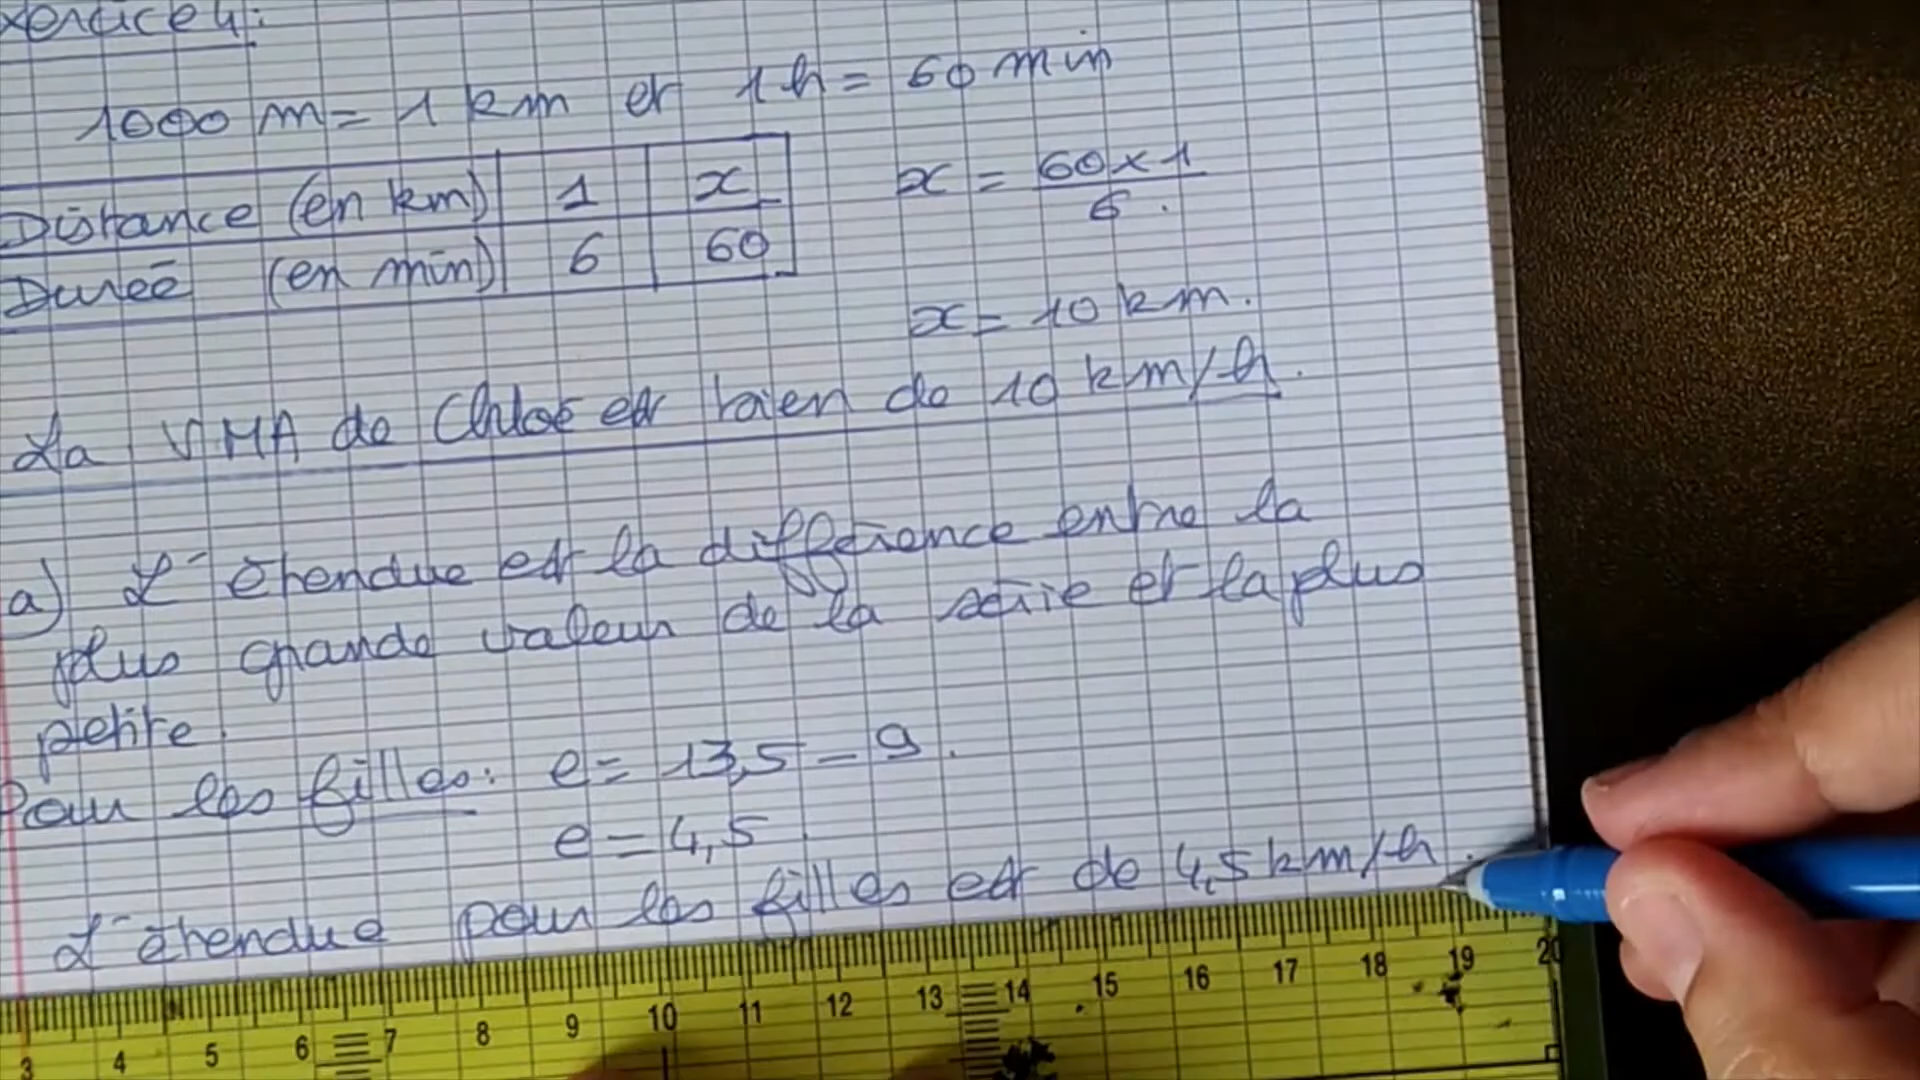 xercice 4:
1000 m = 1 km et 1 h = 60 min
Distance (en km) 1 x
Durée (en min) 6 60
x = 60 × 1
6.
x = 10 km.
La VMA de Chloé est bien de 10 km/h.
a) L'étendue est la différence entre la
plus grande valeur de la série et la plus
petite.
Pour les filles: e = 13,5 - 9.
e = 4,5.
L'étendue pour les filles est de 4,5 km/h.
3 4 5 6 7 8 9 10 11 12 13 14 15 16 17 18 19 20